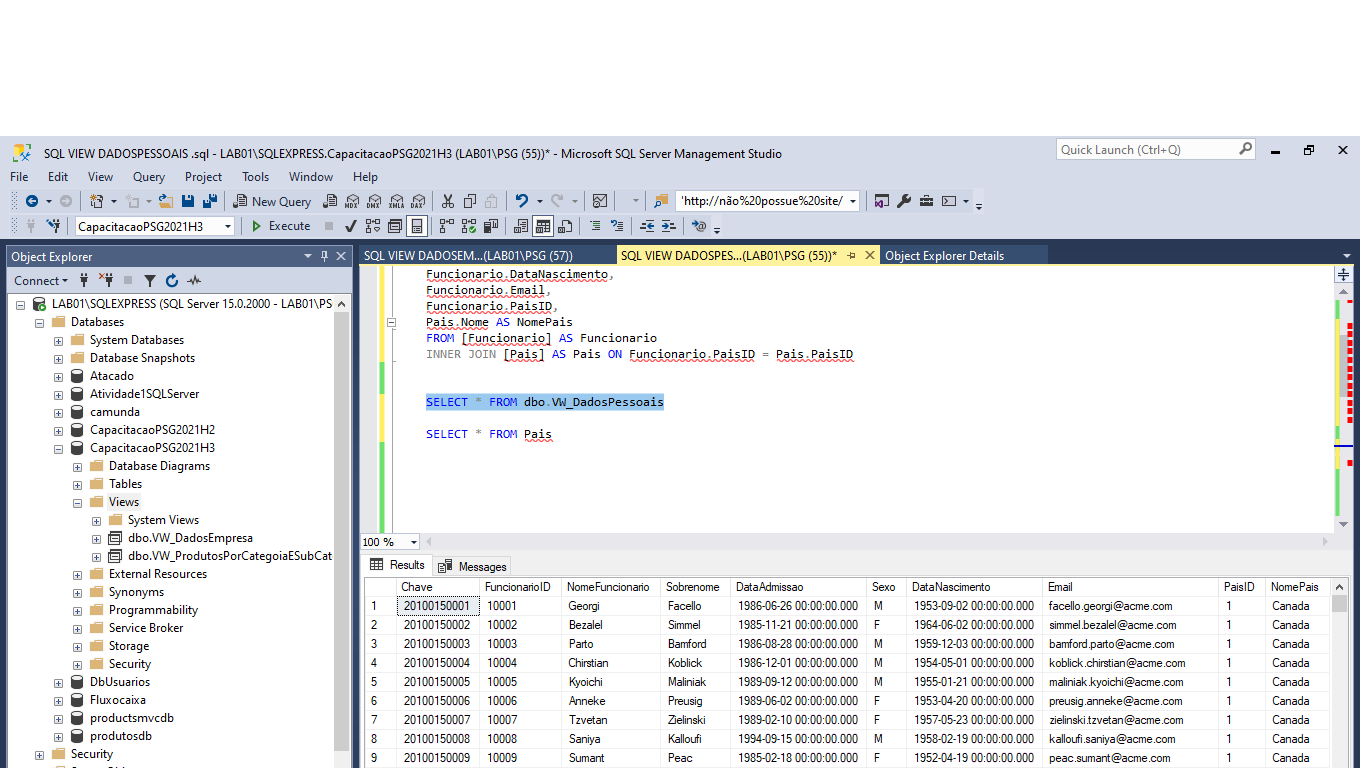 SQL VIEW DADOSPESSOAIS .sql - LAB01\SQLEXPRESS.CapacitacaoPSG2021H3 (LAB01\PSG (55))* - Microsoft SQL Server Management Studio
Quick Launch (Ctrl+Q)
File Edit View Query Project Tools Window Help
New Query MDX DMX XMLA DAX 'http://não%20possue%20site/
CapacitacaoPSG2021H3 Execute
Object Explorer
SQL VIEW DADOSEM...(LAB01\PSG (57)) SQL VIEW DADOSPES...(LAB01\PSG (55))* Object Explorer Details
Connect
LAB01\SQLEXPRESS (SQL Server 15.0.2000 - LAB01\PS
Databases
System Databases
Database Snapshots
Atacado
Atividade1SQLServer
camunda
CapacitacaoPSG2021H2
CapacitacaoPSG2021H3
Database Diagrams
Tables
Views
System Views
dbo.VW_DadosEmpresa
dbo.VW_ProdutosPorCategoiaESubCat
External Resources
Synonyms
Programmability
Service Broker
Storage
Security
DbUsuarios
Fluxocaixa
productsmvcdb
produtosdb
Security
Funcionario.DataNascimento,
Funcionario.Email,
Funcionario.PaisID,
Pais.Nome AS NomePais
FROM [Funcionario] AS Funcionario
INNER JOIN [Pais] AS Pais ON Funcionario.PaisID = Pais.PaisID
SELECT * FROM dbo.VW_DadosPessoais
SELECT * FROM Pais
100 %
Results Messages
Chave FuncionarioID NomeFuncionario Sobrenome DataAdmissao Sexo DataNascimento Email PaisID NomePais
1 20100150001 10001 Georgi Facello 1986-06-26 00:00:00.000 M 1953-09-02 00:00:00.000 facello.georgi@acme.com 1 Canada
2 20100150002 10002 Bezalel Simmel 1985-11-21 00:00:00.000 F 1964-06-02 00:00:00.000 simmel.bezalel@acme.com 1 Canada
3 20100150003 10003 Parto Bamford 1986-08-28 00:00:00.000 M 1959-12-03 00:00:00.000 bamford.parto@acme.com 1 Canada
4 20100150004 10004 Chirstian Koblick 1986-12-01 00:00:00.000 M 1954-05-01 00:00:00.000 koblick.chirstian@acme.com 1 Canada
5 20100150005 10005 Kyoichi Maliniak 1989-09-12 00:00:00.000 M 1955-01-21 00:00:00.000 maliniak.kyoichi@acme.com 1 Canada
6 20100150006 10006 Anneke Preusig 1989-06-02 00:00:00.000 F 1953-04-20 00:00:00.000 preusig.anneke@acme.com 1 Canada
7 20100150007 10007 Tzvetan Zielinski 1989-02-10 00:00:00.000 F 1957-05-23 00:00:00.000 zielinski.tzvetan@acme.com 1 Canada
8 20100150008 10008 Saniya Kalloufi 1994-09-15 00:00:00.000 M 1958-02-19 00:00:00.000 kalloufi.saniya@acme.com 1 Canada
9 20100150009 10009 Sumant Peac 1985-02-18 00:00:00.000 F 1952-04-19 00:00:00.000 peac.sumant@acme.com 1 Canada